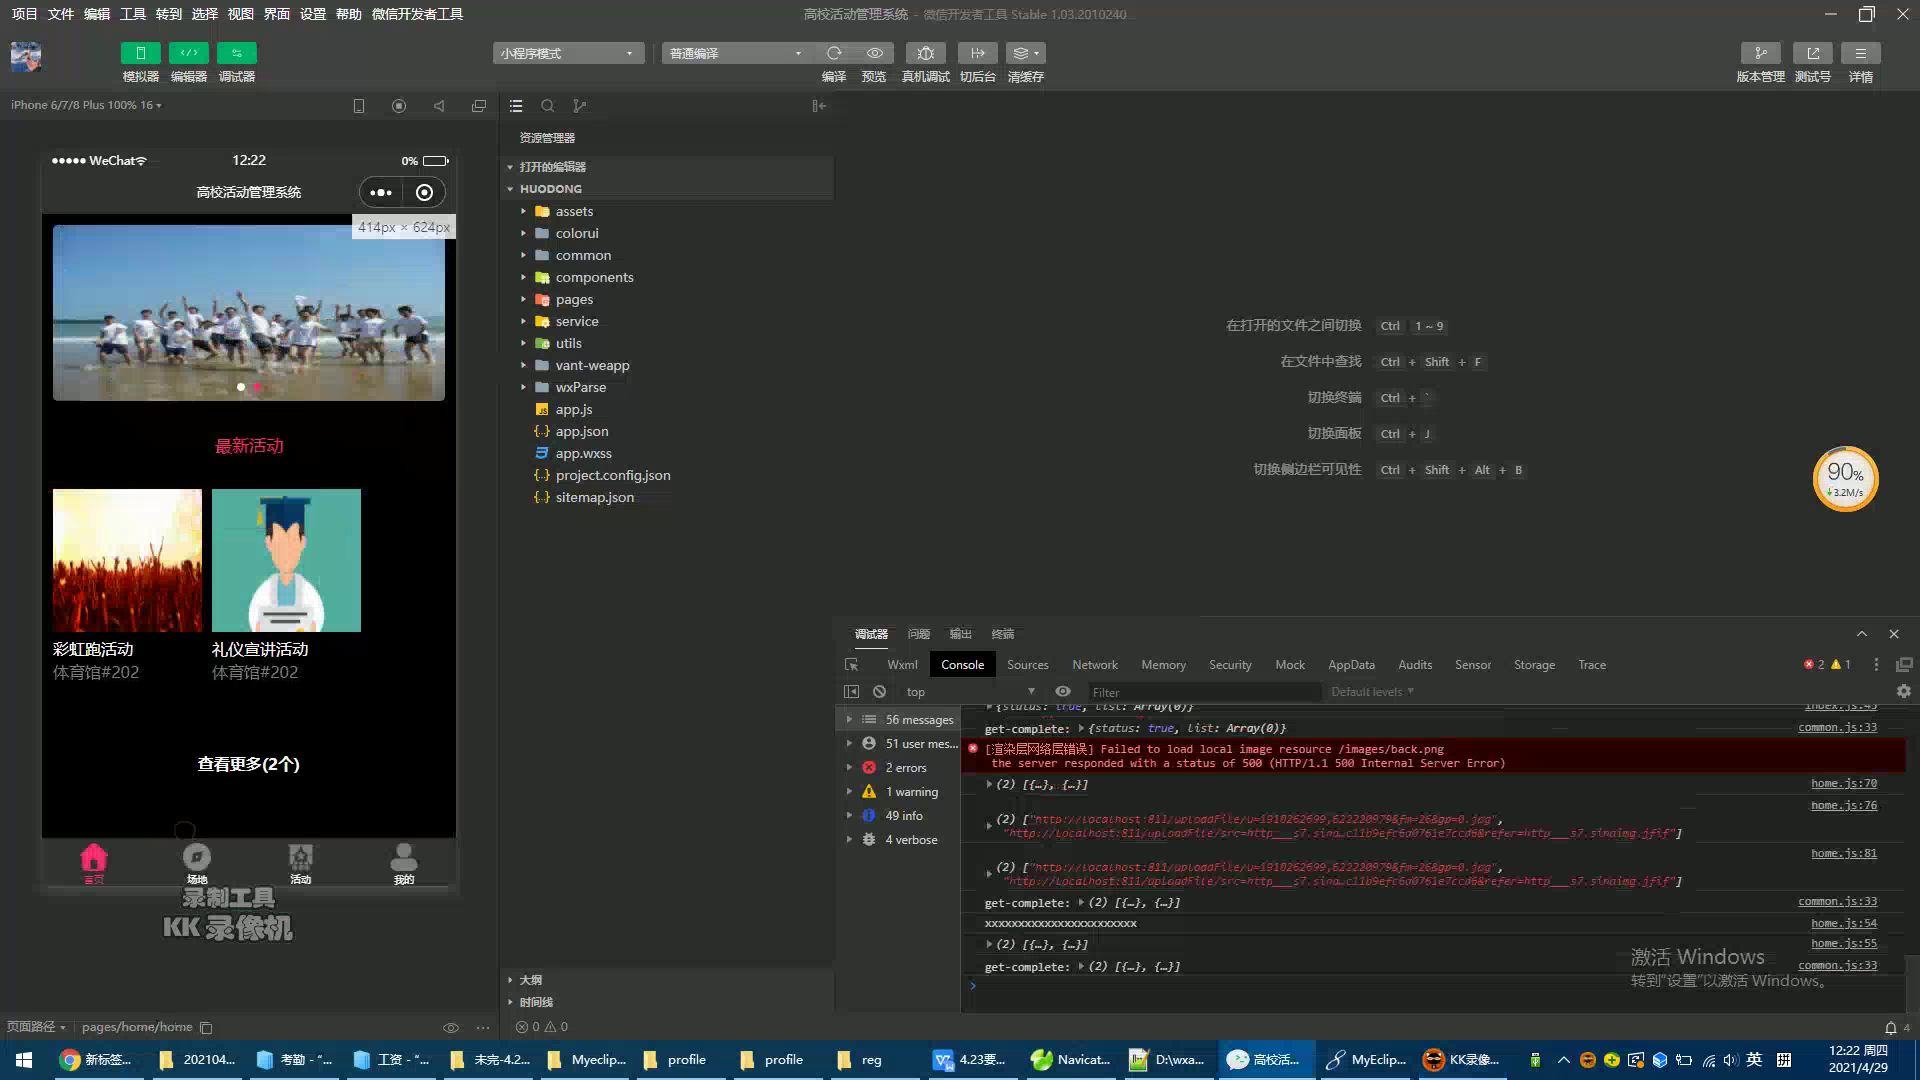 项目 文件 编辑 工具 转到 选择 视图 界面 设置 帮助 微信开发者工具
高校活动管理系统 - 微信开发者工具 Stable 1.03.2010240
小程序模式
普通编译
模拟器 编辑器 调试器
编译 预览 真机调试 切后台 清缓存
版本管理 测试号 详情
iPhone 6/7/8 Plus 100% 16
WeChat
12:22
0%
高校活动管理系统
414px × 624px
最新活动
彩虹跑活动
体育馆#202
礼仪宣讲活动
体育馆#202
查看更多(2个)
首页
场地
活动
我的
录制工具
KK 录像机
页面路径
pages/home/home
资源管理器
打开的编辑器
HUODONG
assets
colorui
common
components
pages
service
utils
vant-weapp
wxParse
app.js
app.json
app.wxss
project.config.json
sitemap.json
大纲
时间线
0 0
在打开的文件之间切换 Ctrl 1 ~ 9
在文件中查找 Ctrl + Shift + F
切换终端 Ctrl + `
切换面板 Ctrl + J
切换侧边栏可见性 Ctrl + Shift + Alt + B
90%
3.2M/s
调试器 问题 输出 终端
Wxml Console Sources Network Memory Security Mock AppData Audits Sensor Storage Trace
2 1
top
Filter
Default levels
56 messages
51 user mes...
2 errors
1 warning
49 info
4 verbose
{status: true, list: Array(0)} index.js:45
get-complete: {status: true, list: Array(0)} common.js:33
[渲染层网络层错误] Failed to load local image resource /images/back.png
the server responded with a status of 500 (HTTP/1.1 500 Internal Server Error)
(2) [{…}, {…}] home.js:70
home.js:76
(2) ["http://localhost:811/uploadFile/u=1910262699,622220979&fm=26&gp=0.jpg",
"http://localhost:811/uploadFile/src=http___s7.sina…c11b9efc6a0761e7ccd6&refer=http___s7.sinaimg.jfif"]
home.js:81
(2) ["http://localhost:811/uploadFile/u=1910262699,622220979&fm=26&gp=0.jpg",
"http://localhost:811/uploadFile/src=http___s7.sina…c11b9efc6a0761e7ccd6&refer=http___s7.sinaimg.jfif"]
get-complete: (2) [{…}, {…}] common.js:33
xxxxxxxxxxxxxxxxxxxxxxx home.js:54
(2) [{…}, {…}] home.js:55
get-complete: (2) [{…}, {…}] common.js:33
激活 Windows
转到"设置"以激活 Windows。
4
新标签... 202104... 考勤 - "... 工资 - "... 未完-4.2... Myeclip... profile profile reg 4.23要... Navicat... D:\wxa... 高校活... MyEclip... KK录像... 英
12:22 周四
2021/4/29